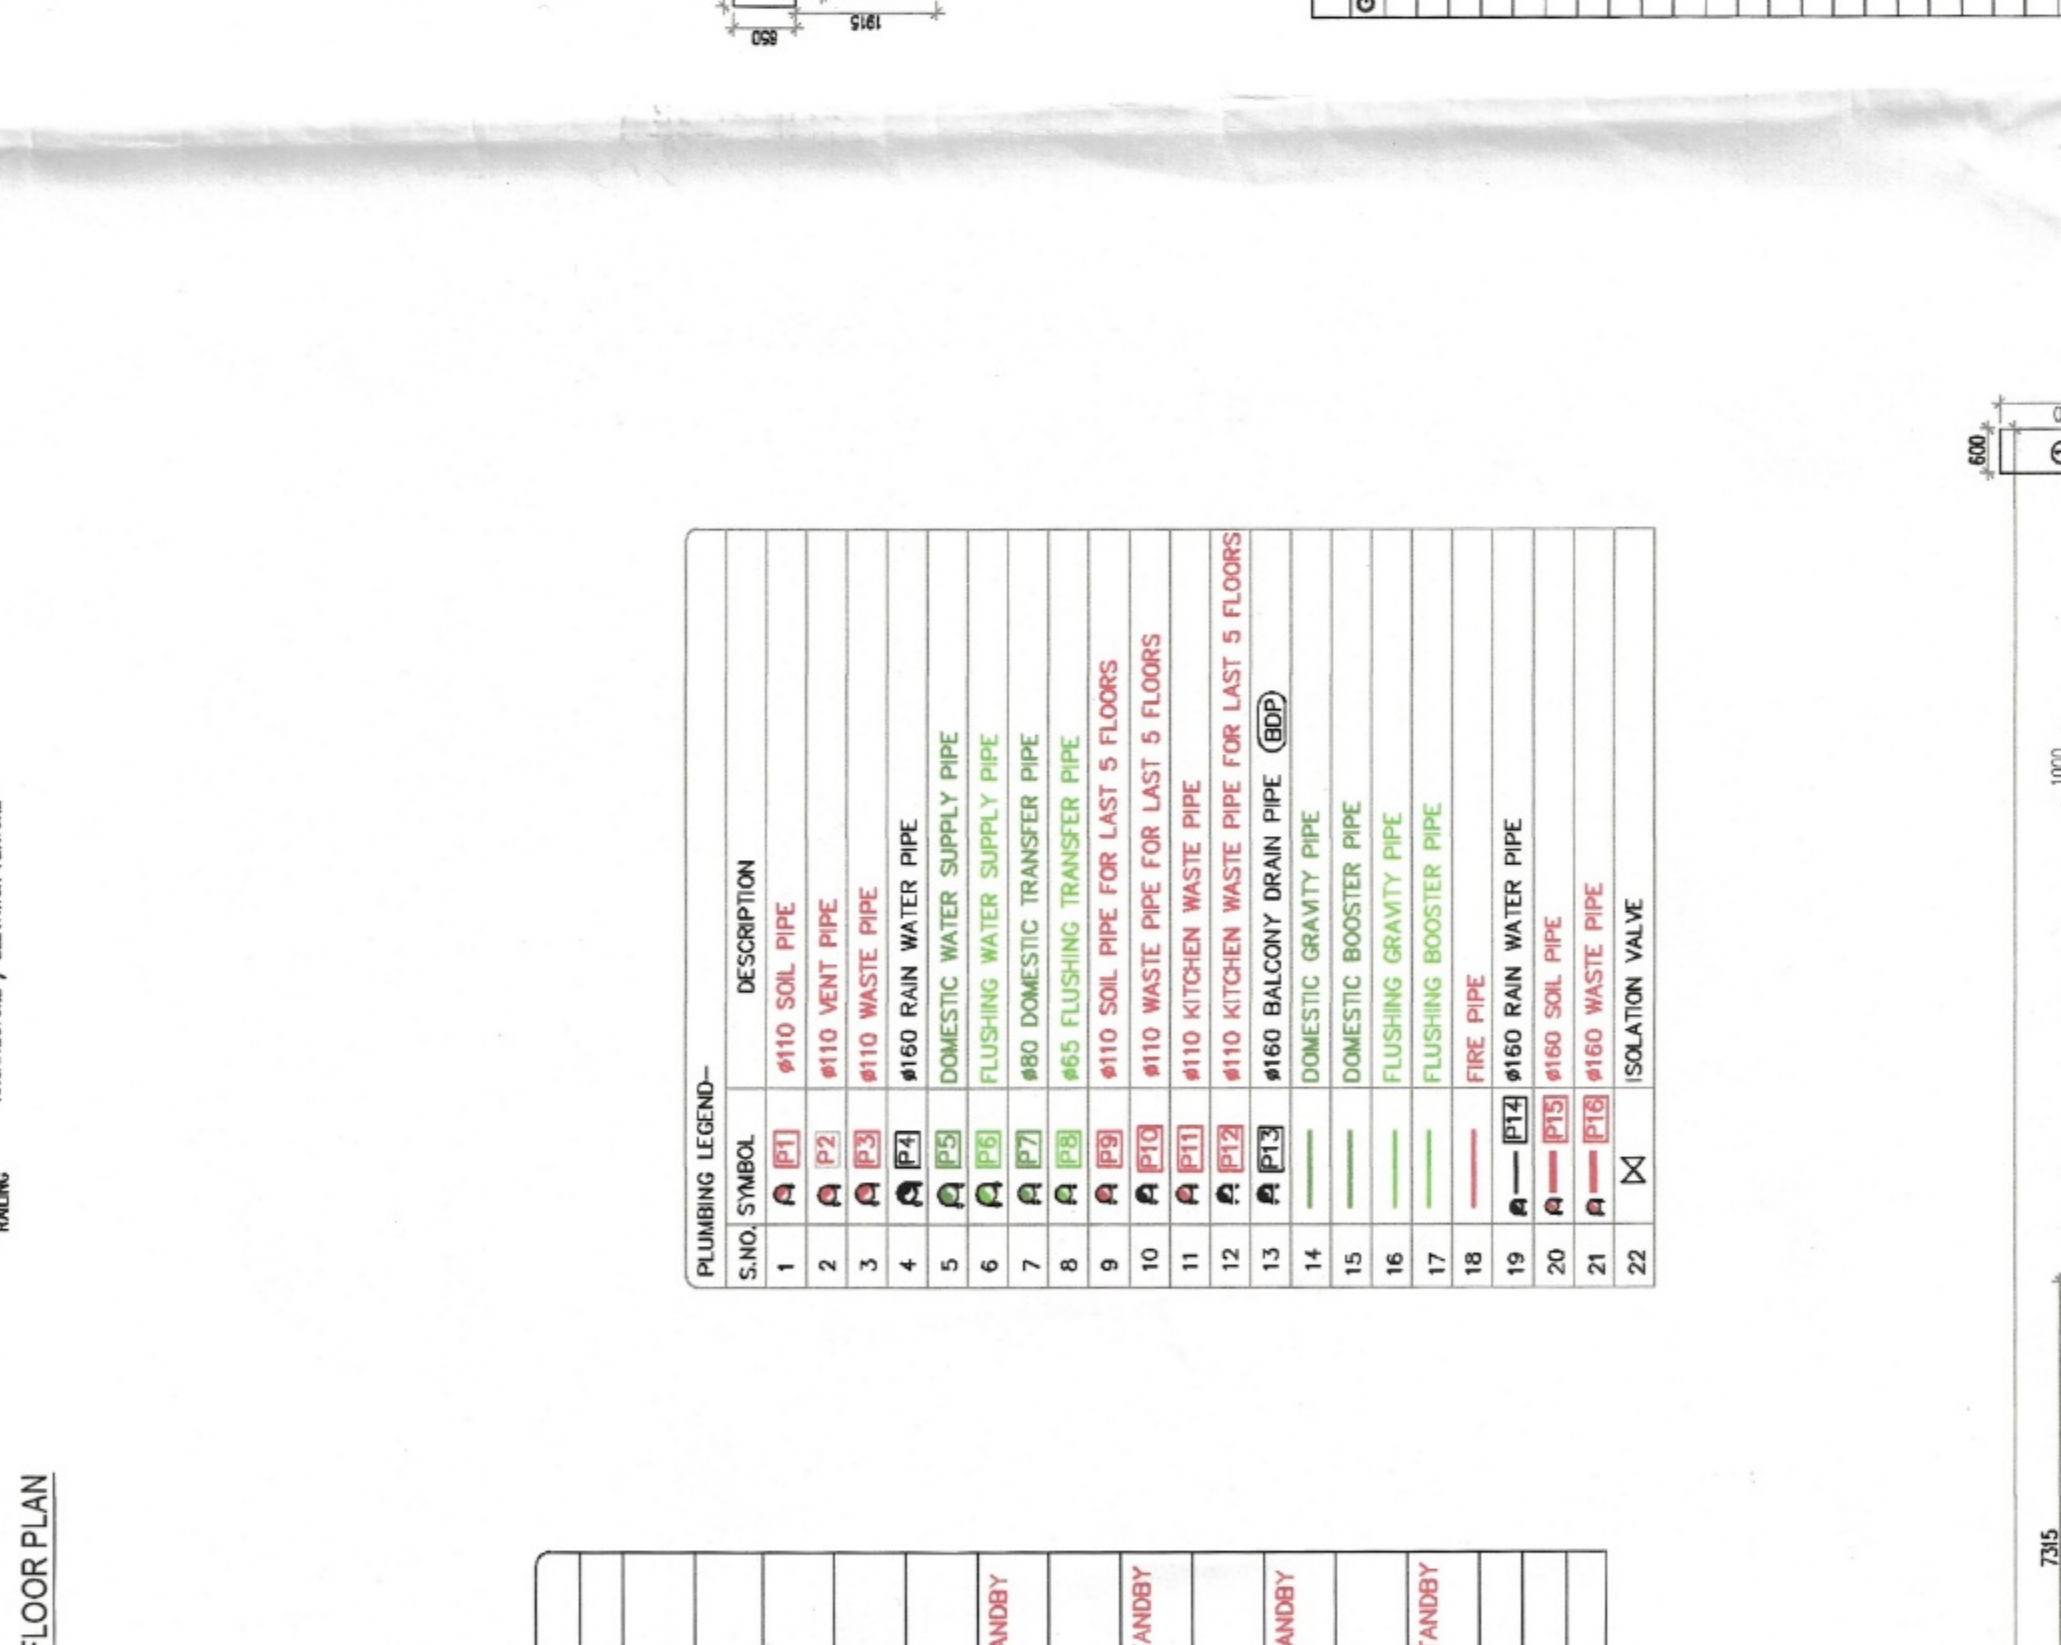 PLUMBING LEGEND—
S.NO. SYMBOL DESCRIPTION
1 P1 ø110 SOIL PIPE
2 P2 ø110 VENT PIPE
3 P3 ø110 WASTE PIPE
4 P4 ø160 RAIN WATER PIPE
5 P5 DOMESTIC WATER SUPPLY PIPE
6 P6 FLUSHING WATER SUPPLY PIPE
7 P7 ø80 DOMESTIC TRANSFER PIPE
8 P8 ø65 FLUSHING TRANSFER PIPE
9 P9 ø110 SOIL PIPE FOR LAST 5 FLOORS
10 P10 ø110 WASTE PIPE FOR LAST 5 FLOORS
11 P11 ø110 KITCHEN WASTE PIPE
12 P12 ø110 KITCHEN WASTE PIPE FOR LAST 5 FLOORS
13 P13 ø160 BALCONY DRAIN PIPE BDP
14 DOMESTIC GRAVITY PIPE
15 DOMESTIC BOOSTER PIPE
16 FLUSHING GRAVITY PIPE
17 FLUSHING BOOSTER PIPE
18 FIRE PIPE
19 P14 ø160 RAIN WATER PIPE
20 P15 ø160 SOIL PIPE
21 P16 ø160 WASTE PIPE
22 ISOLATION VALVE
FLOOR PLAN
RAILING
850
1915
600
1000
7315
ANDBY
TANDBY
ANDBY
TANDBY